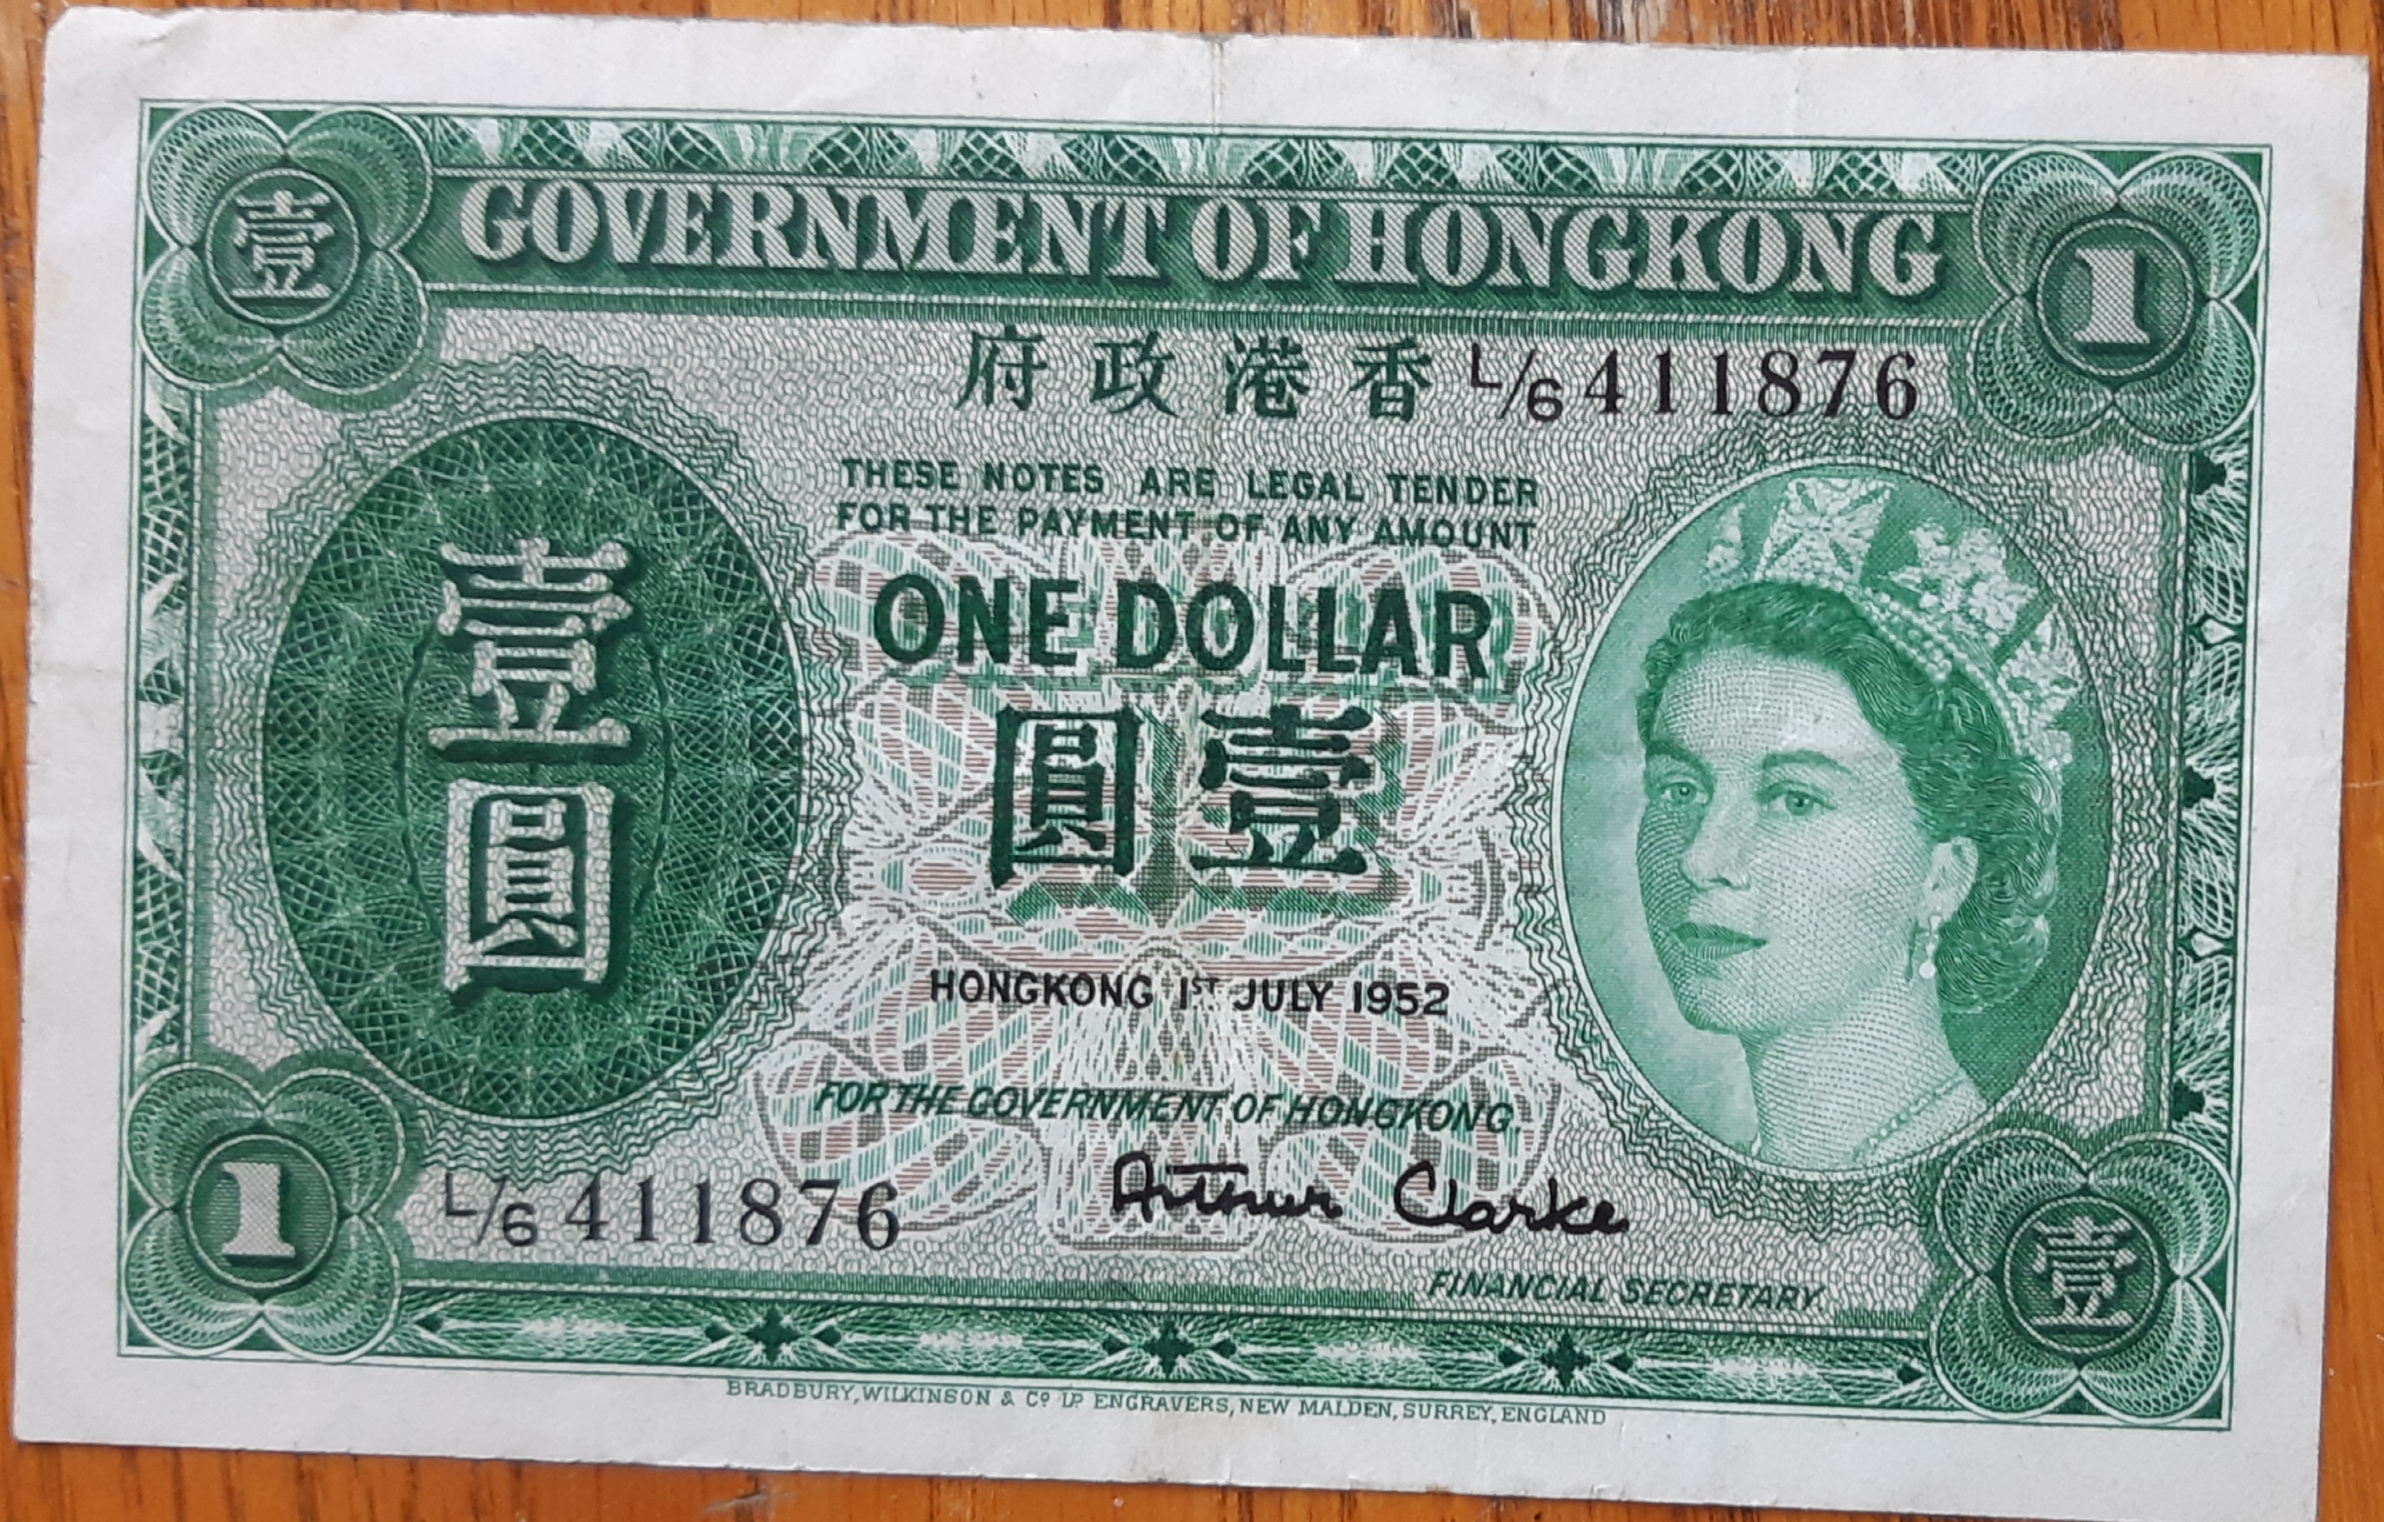 壹
GOVERNMENT OF HONGKONG
1
府政港香
L/6 411876
THESE NOTES ARE LEGAL TENDER
FOR THE PAYMENT OF ANY AMOUNT
ONE DOLLAR
壹圓
圓壹
HONGKONG 1ST JULY 1952
FOR THE GOVERNMENT OF HONGKONG.
Arthur Clarke
1
L/6 411876
FINANCIAL SECRETARY.
壹
BRADBURY, WILKINSON & Co Ld ENGRAVERS, NEW MALDEN, SURREY, ENGLAND